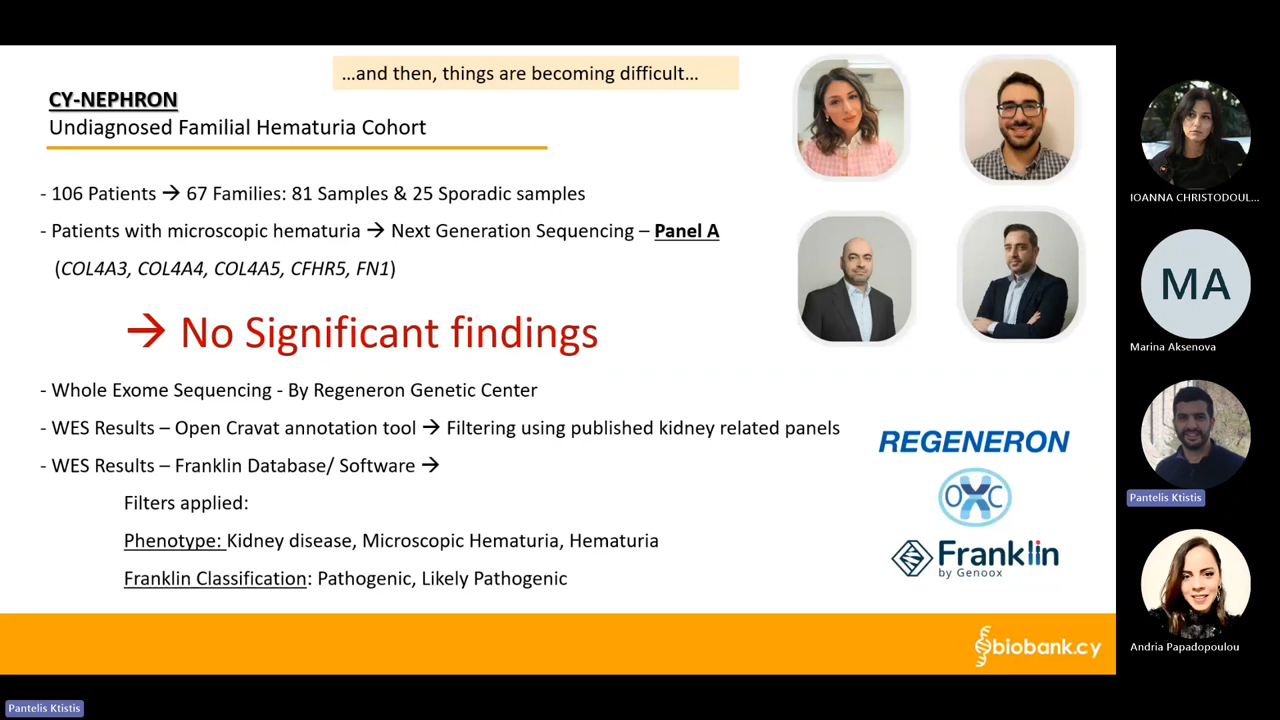 …and then, things are becoming difficult…
CY-NEPHRON
Undiagnosed Familial Hematuria Cohort
- 106 Patients → 67 Families: 81 Samples & 25 Sporadic samples
- Patients with microscopic hematuria → Next Generation Sequencing – Panel A
(COL4A3, COL4A4, COL4A5, CFHR5, FN1)
→ No Significant findings
- Whole Exome Sequencing - By Regeneron Genetic Center
- WES Results – Open Cravat annotation tool → Filtering using published kidney related panels
- WES Results – Franklin Database/ Software →
Filters applied:
Phenotype: Kidney disease, Microscopic Hematuria, Hematuria
Franklin Classification: Pathogenic, Likely Pathogenic
REGENERON
OXC
Franklin
by Genoox
biobank.cy
IOANNA CHRISTODOUL...
MA
Marina Aksenova
Pantelis Ktistis
Andria Papadopoulou
Pantelis Ktistis